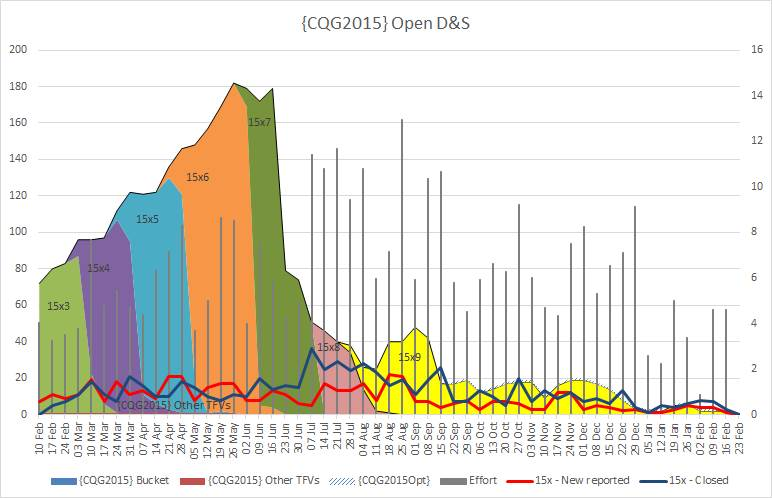 {CQG2015} Open D&S
200
180
160
140
120
100
80
60
40
20
0
16
14
12
10
8
6
4
2
0
15x3
15x4
15x5
15x6
15x7
15x8
15x9
{CQG2015} Other TFVs
10 Feb
17 Feb
24 Feb
03 Mar
10 Mar
17 Mar
24 Mar
31 Mar
07 Apr
14 Apr
21 Apr
28 Apr
05 May
12 May
19 May
26 May
02 Jun
09 Jun
16 Jun
23 Jun
30 Jun
07 Jul
14 Jul
21 Jul
28 Jul
04 Aug
11 Aug
18 Aug
25 Aug
01 Sep
08 Sep
15 Sep
22 Sep
29 Sep
06 Oct
13 Oct
20 Oct
27 Oct
03 Nov
10 Nov
17 Nov
24 Nov
01 Dec
08 Dec
15 Dec
22 Dec
29 Dec
05 Jan
12 Jan
19 Jan
26 Jan
02 Feb
09 Feb
16 Feb
23 Feb
{CQG2015} Bucket {CQG2015} Other TFVs {CQG2015Opt} Effort 15x - New reported 15x - Closed